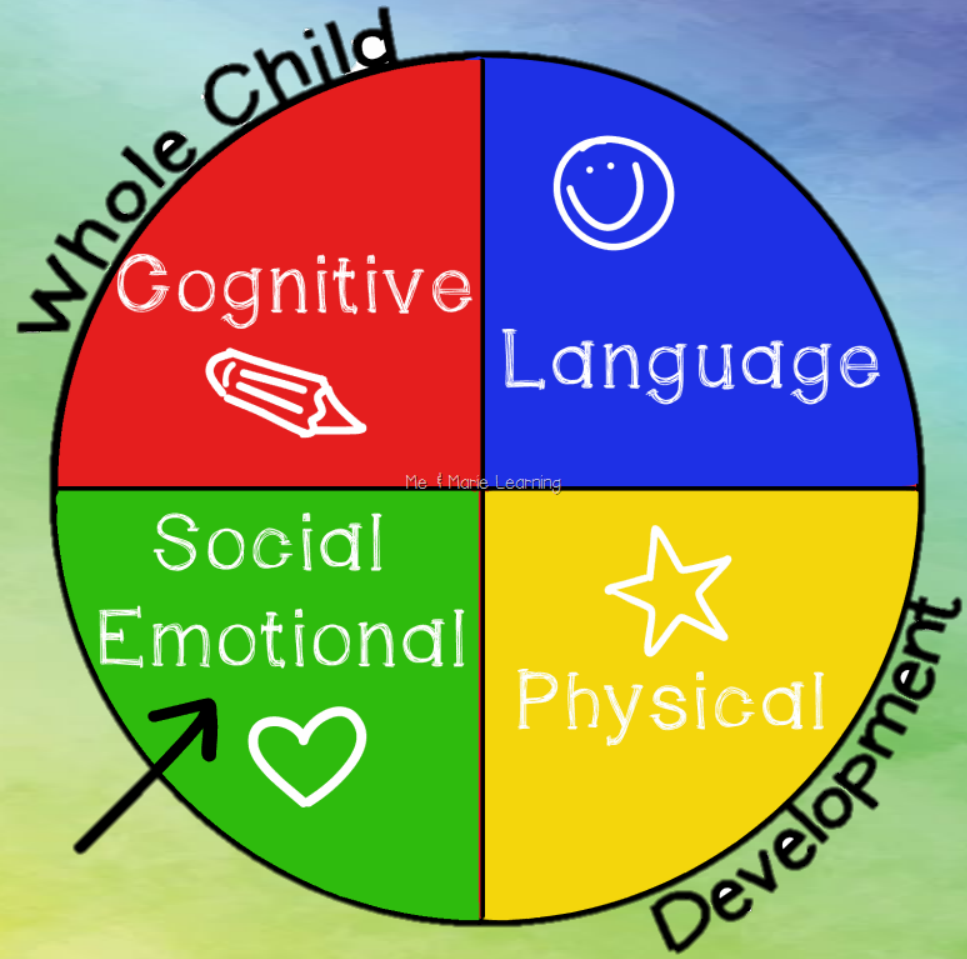 Whole Child
Cognitive
Language
Me & Marie Learning
Social
Emotional
Physical
Development